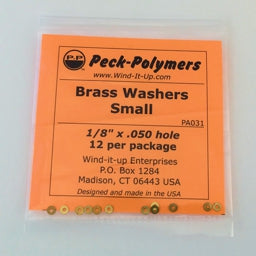 P.P
Peck-Polymers
www.Wind-It-Up.com
Brass Washers
Small
PA031
1/8" x .050 hole
12 per package
Wind-it-up Enterprises
P.O. Box 1284
Madison, CT 06443 USA
Designed and made in the USA